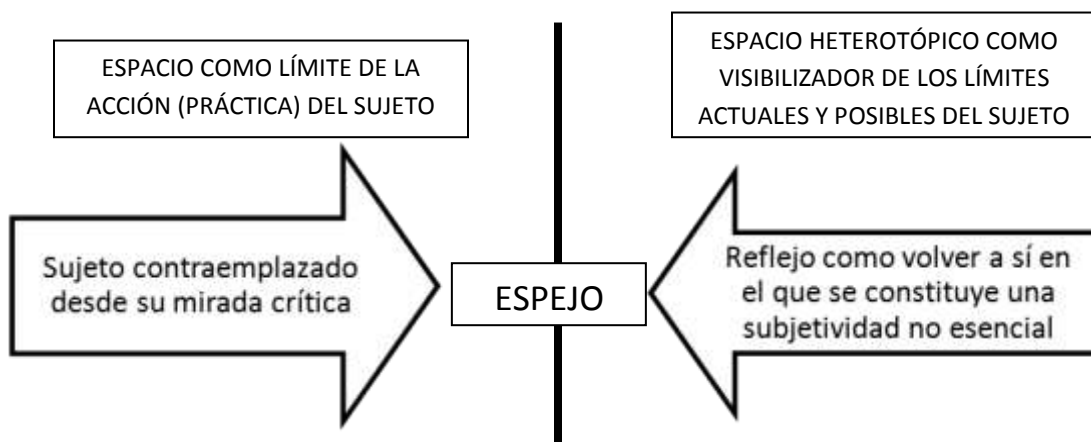 ESPACIO COMO LÍMITE DE LA
ACCIÓN (PRÁCTICA) DEL SUJETO
ESPACIO HETEROTÓPICO COMO
VISIBILIZADOR DE LOS LÍMITES
ACTUALES Y POSIBLES DEL SUJETO
Sujeto contraemplazado
desde su mirada crítica
ESPEJO
Reflejo como volver a sí en
el que se constituye una
subjetividad no esencial